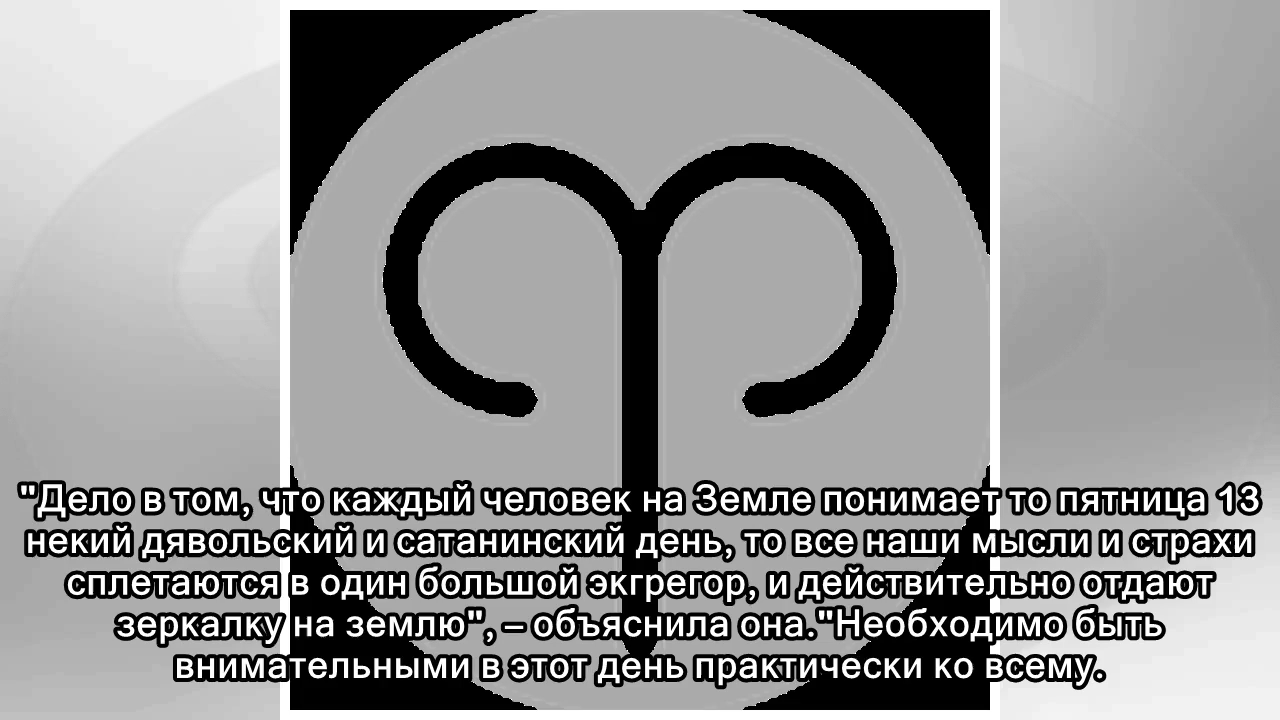 "Дело в том, что каждый человек на Земле понимает то пятница 13
некий дявольский и сатанинский день, то все наши мысли и страхи
сплетаются в один большой экгрегор, и действительно отдают
зеркалку на землю", – объяснила она."Необходимо быть
внимательными в этот день практически ко всему.